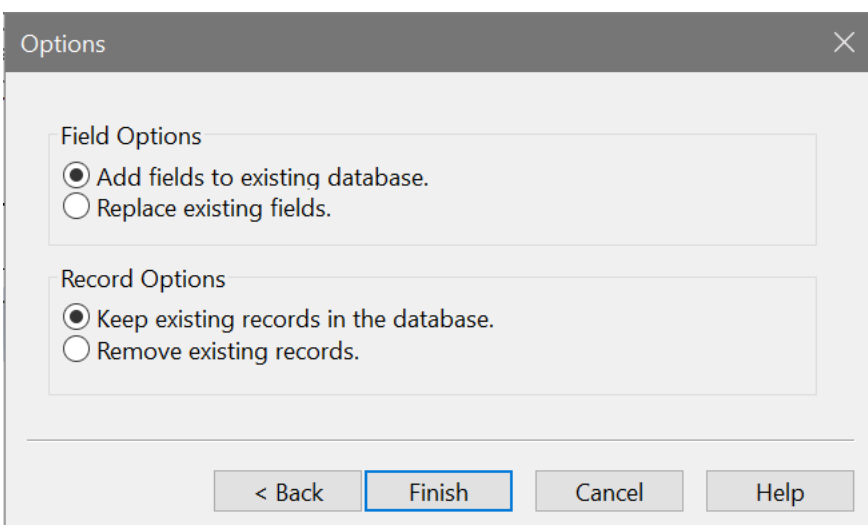 Options
Field Options
Add fields to existing database.
Replace existing fields.
Record Options
Keep existing records in the database.
Remove existing records.
< Back Finish Cancel Help